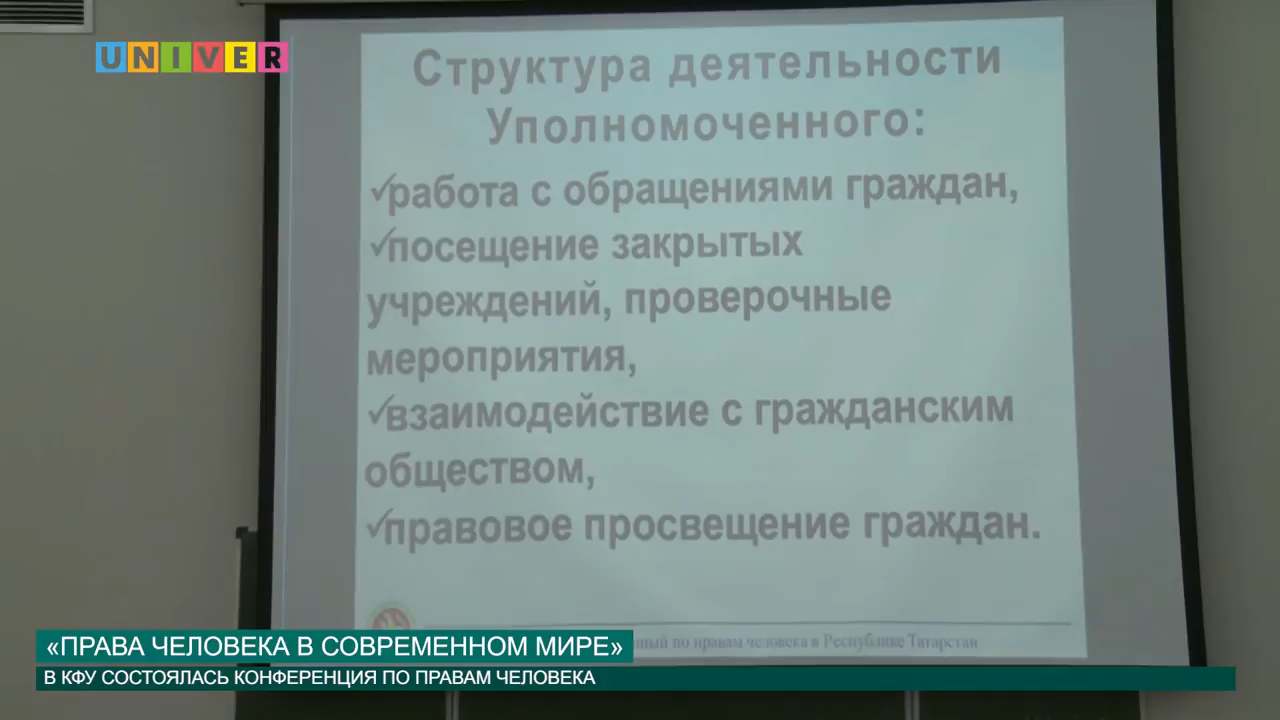 UNIVER
Структура деятельности
Уполномоченного:
✓работа с обращениями граждан,
✓посещение закрытых
учреждений, проверочные
мероприятия,
✓взаимодействие с гражданским
обществом,
✓правовое просвещение граждан.
по правам человека в Республике Татарстан
«ПРАВА ЧЕЛОВЕКА В СОВРЕМЕННОМ МИРЕ»
В КФУ СОСТОЯЛАСЬ КОНФЕРЕНЦИЯ ПО ПРАВАМ ЧЕЛОВЕКА